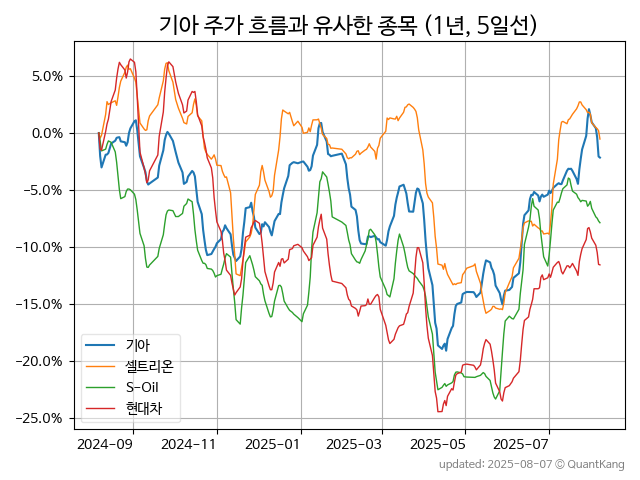 기아 주가 흐름과 유사한 종목 (1년, 5일선)
5.0%
0.0%
−5.0%
−10.0%
−15.0%
−20.0%
−25.0%
기아
셀트리온
S-Oil
현대차
2024-09 2024-11 2025-01 2025-03 2025-05 2025-07
updated: 2025-08-07 © QuantKang